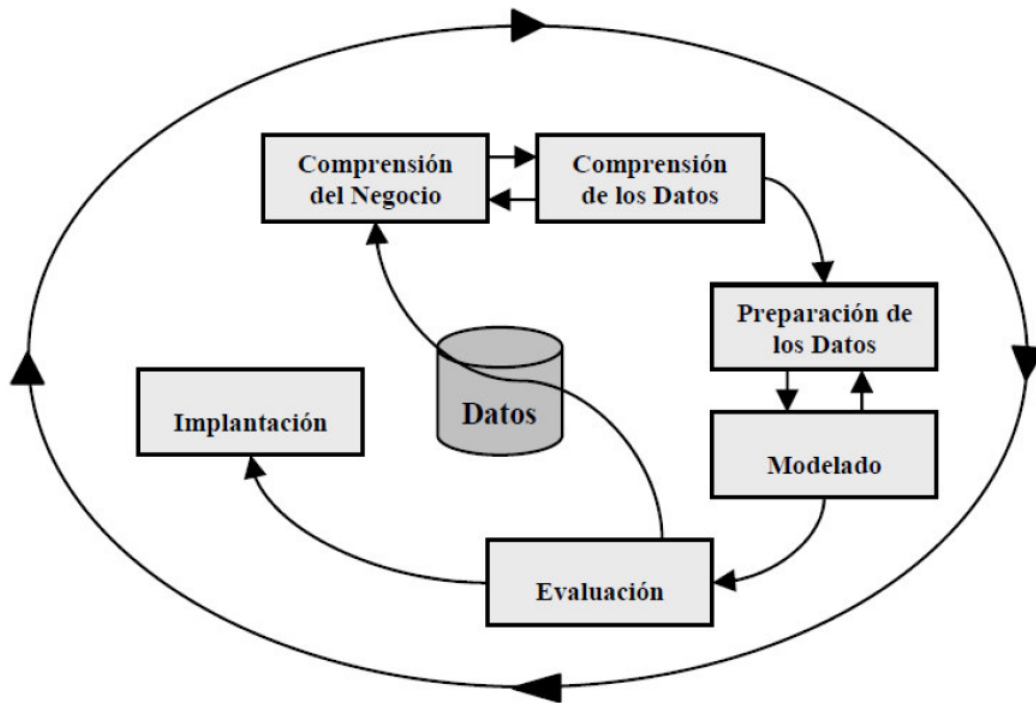 Comprensión
del Negocio
Comprensión
de los Datos
Preparación de
los Datos
Modelado
Evaluación
Implantación
Datos